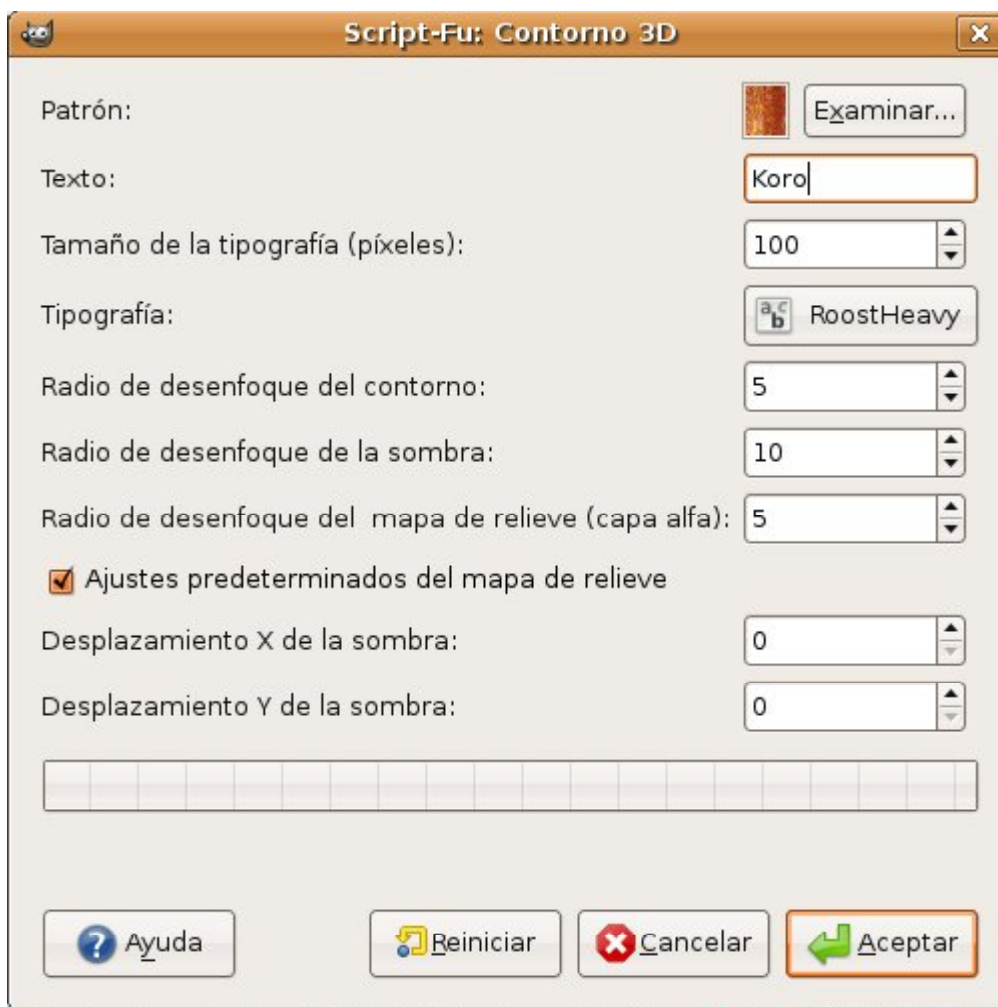 Script-Fu: Contorno 3D
Patrón: Examinar...
Texto: Koro
Tamaño de la tipografía (píxeles): 100
Tipografía: abc RoostHeavy
Radio de desenfoque del contorno: 5
Radio de desenfoque de la sombra: 10
Radio de desenfoque del mapa de relieve (capa alfa): 5
Ajustes predeterminados del mapa de relieve
Desplazamiento X de la sombra: 0
Desplazamiento Y de la sombra: 0
Ayuda Reiniciar Cancelar Aceptar